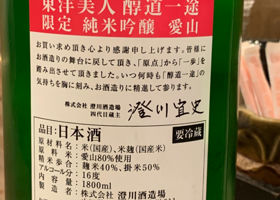 東洋美人 醇道一途
限定 純米吟醸 愛山
お買い求め頂き心より感謝申し上げます。皆様に
お酒造りの舞台に戻して頂き、「原点」から「一歩」を
踏み出させて頂きました。いつ何時も「醇道一途」の
気持ちを胸に刻み、お酒造りに精進して参ります。
株式会社 澄川酒造場
四代目蔵主 澄川宜史
品目：日本酒 要冷蔵
原材料名：米(国産)、米麹(国産米)
原料米：愛山80%使用
精米歩合：麹米40%、掛米50%
アルコール分：16度
内容量：1800ml
製造者：株式会社 澄川酒造場